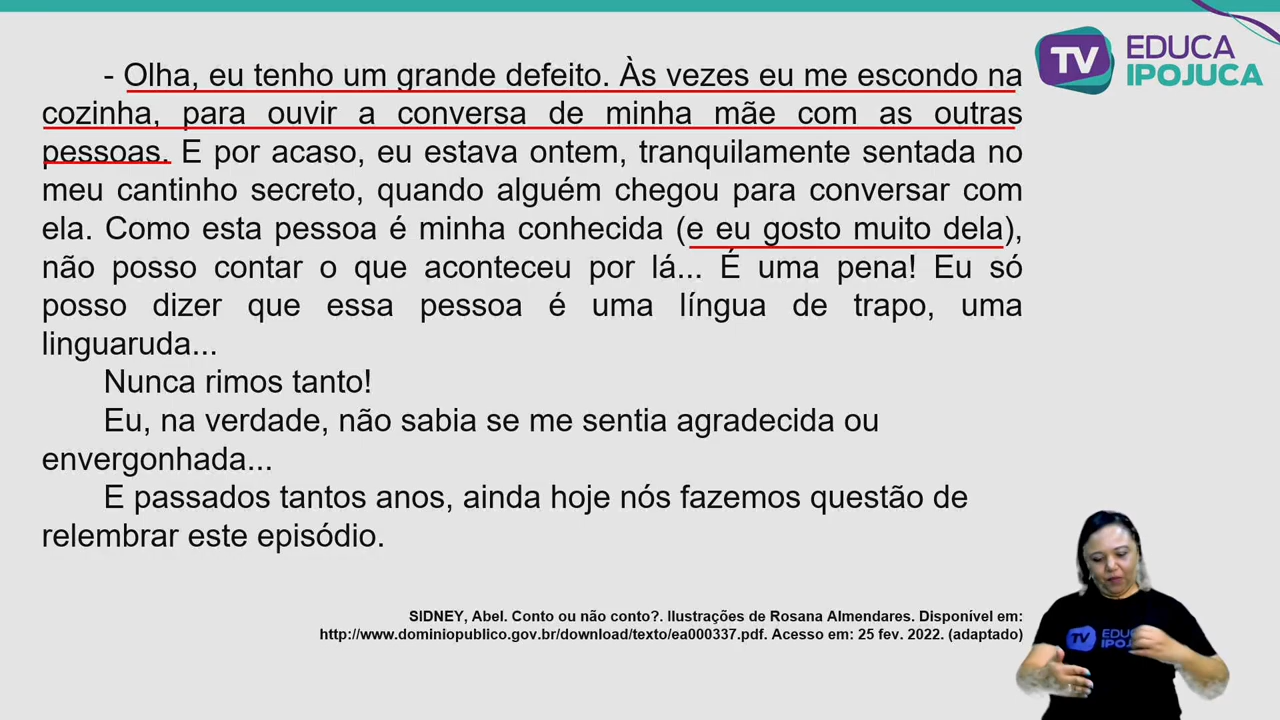 - Olha, eu tenho um grande defeito. Às vezes eu me escondo na
cozinha, para ouvir a conversa de minha mãe com as outras
pessoas. E por acaso, eu estava ontem, tranquilamente sentada no
meu cantinho secreto, quando alguém chegou para conversar com
ela. Como esta pessoa é minha conhecida (e eu gosto muito dela),
não posso contar o que aconteceu por lá... É uma pena! Eu só
posso dizer que essa pessoa é uma língua de trapo, uma
linguaruda...
Nunca rimos tanto!
Eu, na verdade, não sabia se me sentia agradecida ou
envergonhada...
E passados tantos anos, ainda hoje nós fazemos questão de
relembrar este episódio.
SIDNEY, Abel. Conto ou não conto?. Ilustrações de Rosana Almendares. Disponível em:
http://www.dominiopublico.gov.br/download/texto/ea000337.pdf. Acesso em: 25 fev. 2022. (adaptado)
TV EDUCA
IPOJUCA
TV